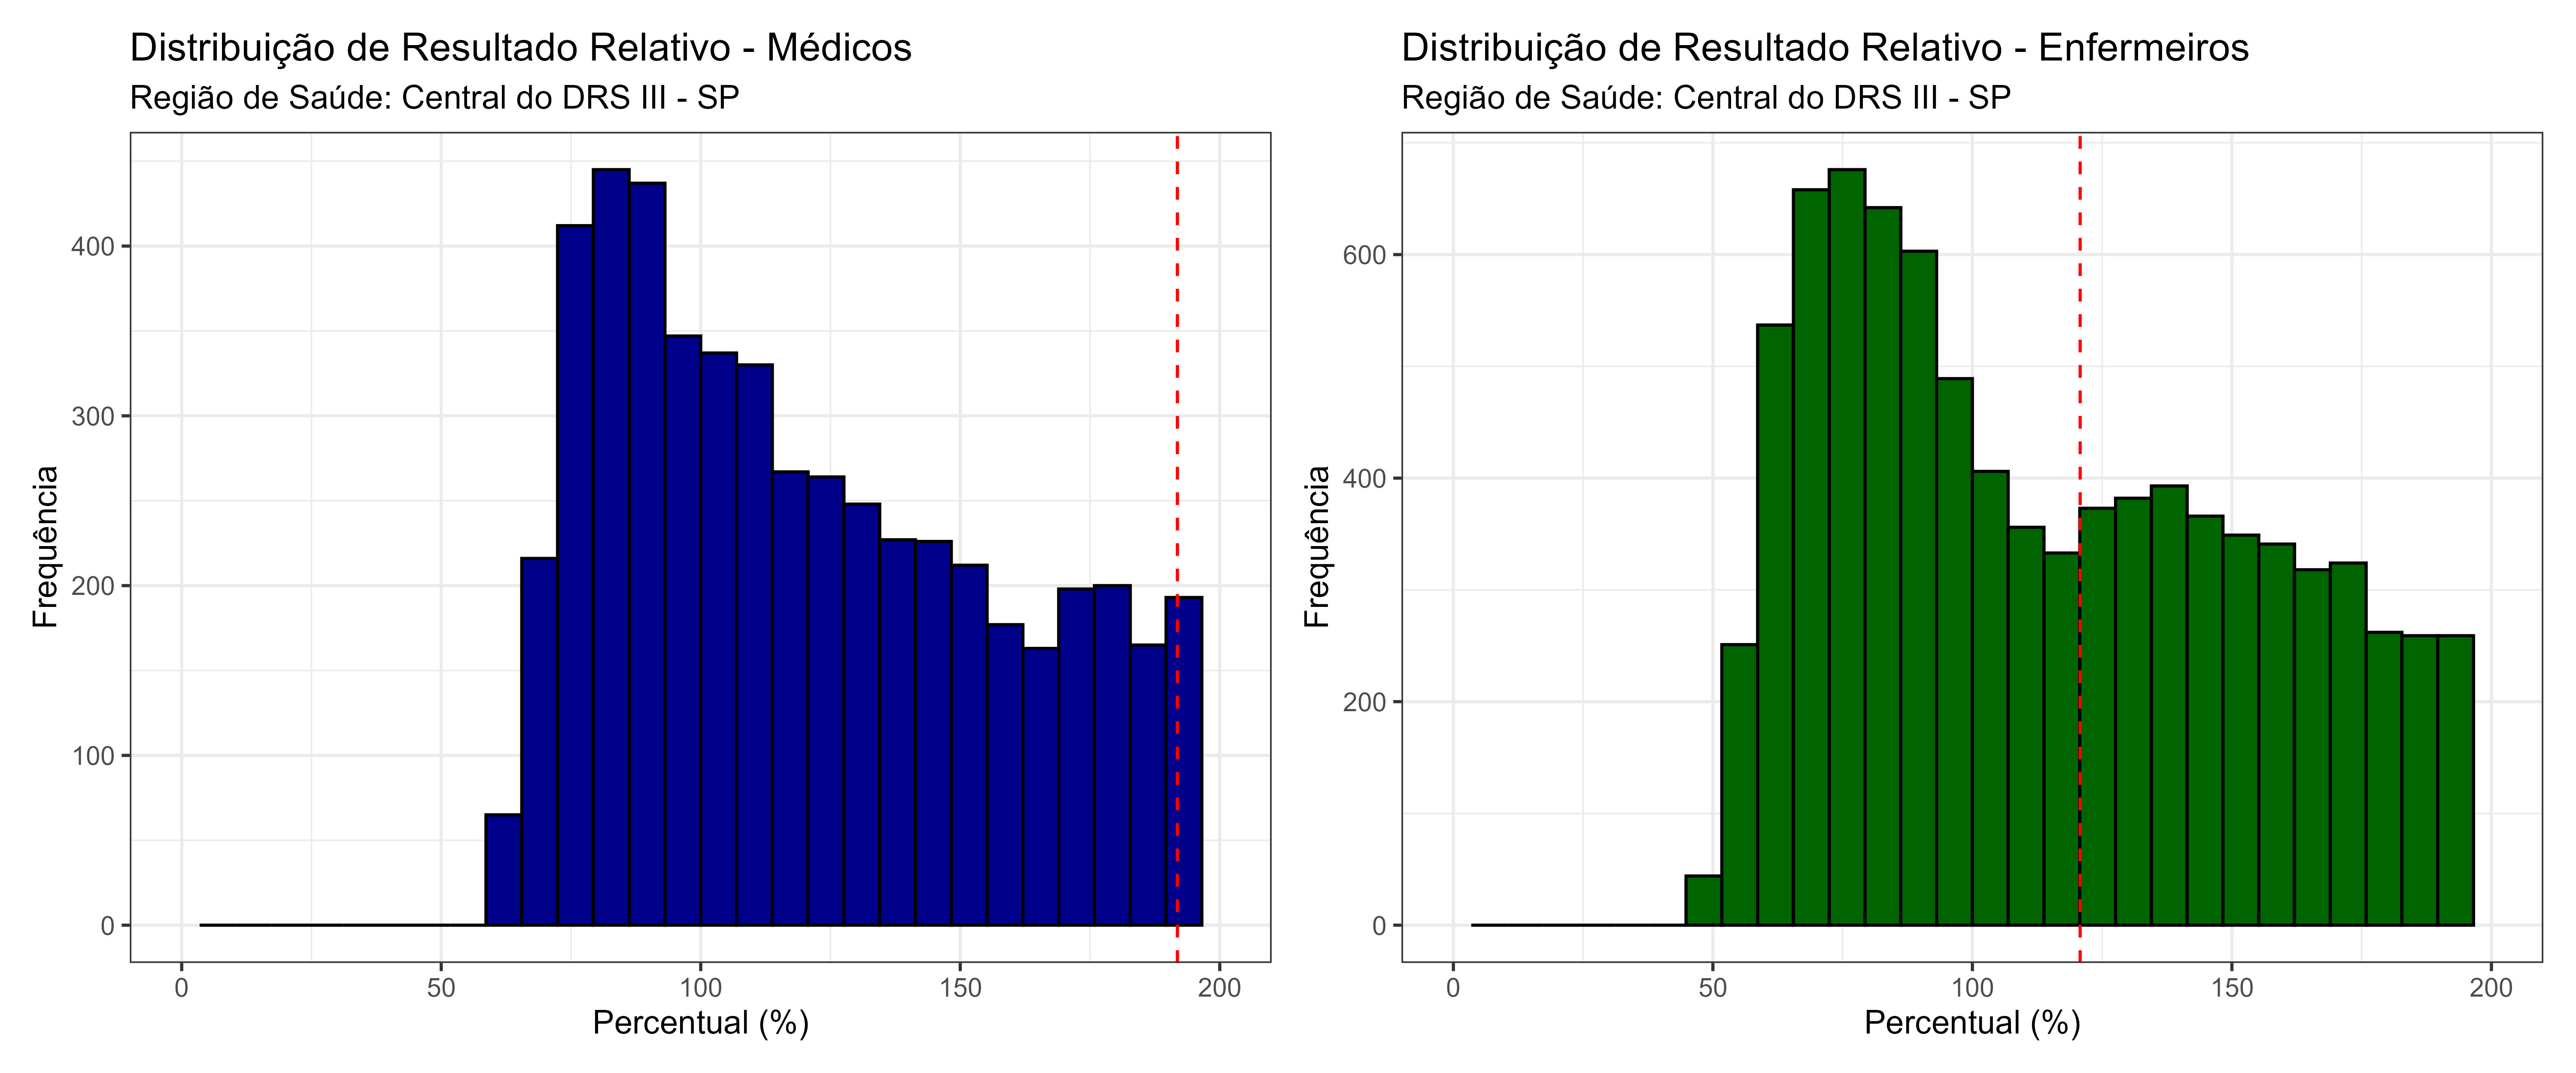 Distribuição de Resultado Relativo - Médicos
Região de Saúde: Central do DRS III - SP
Frequência
400
300
200
100
0
0 50 100 150 200
Percentual (%)
Distribuição de Resultado Relativo - Enfermeiros
Região de Saúde: Central do DRS III - SP
Frequência
600
400
200
0
0 50 100 150 200
Percentual (%)